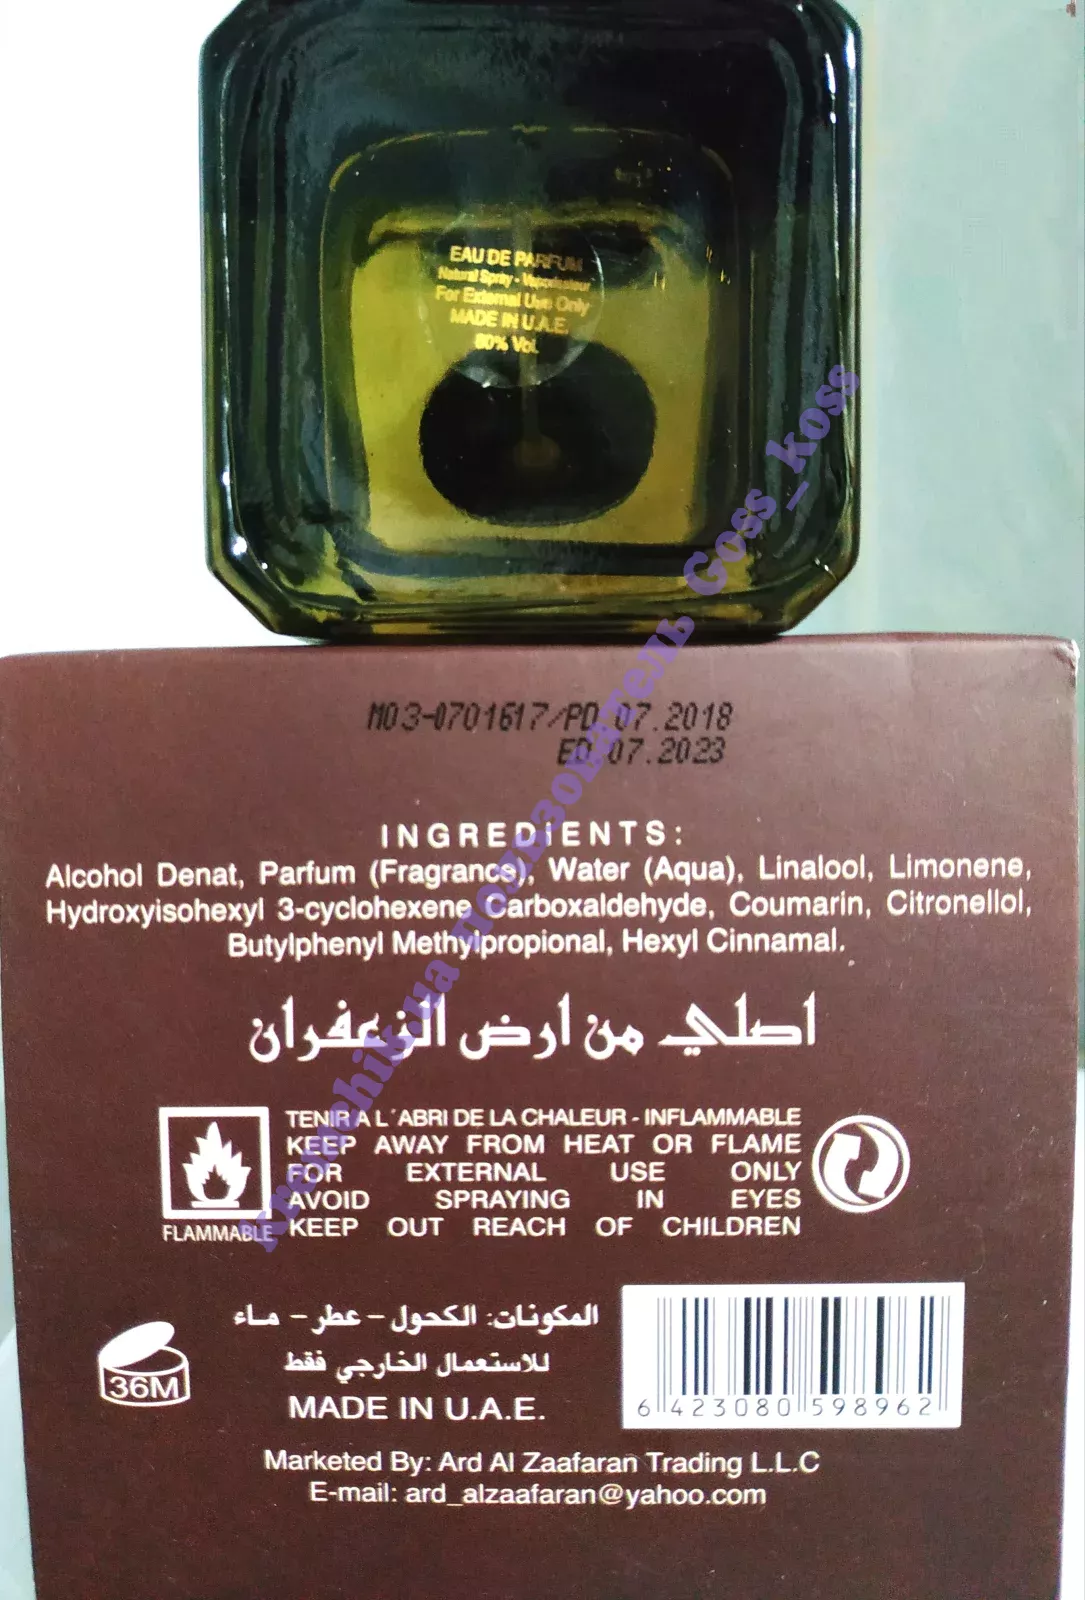 EAU DE PARFUM
Natural Spray - Vaporisateur
For External Use Only
MADE IN U.A.E.
80% Vol.
M03-0701617/PD 07.2018
ED 07.2023
INGREDiENTS:
Alcohol Denat, Parfum (Fragrance), Water (Aqua), Linalool, Limonene,
Hydroxyisohexyl 3-cyclohexene Carboxaldehyde, Coumarin, Citronellol,
Butylphenyl Methylpropional, Hexyl Cinnamal.
اصلي من ارض الزعفران
TENIR A L´ABRI DE LA CHALEUR - INFLAMMABLE
KEEP AWAY FROM HEAT OR FLAME
FOR EXTERNAL USE ONLY
AVOID SPRAYING IN EYES
KEEP OUT REACH OF CHILDREN
FLAMMABLE
المكونات: الكحول - عطر - ماء
للاستعمال الخارجي فقط
36M
MADE IN U.A.E.
6 423080 598962
Marketed By: Ard Al Zaafaran Trading L.L.C
E-mail: ard_alzaafaran@yahoo.com
kremchik.ua пользователь Goss_koss